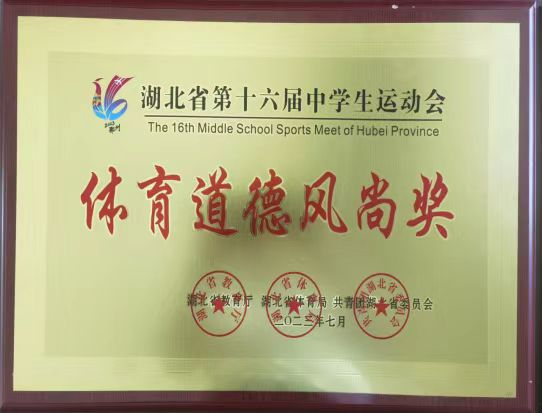 2023
鄂州
湖北省第十六届中学生运动会
The 16th Middle School Sports Meet of Hubei Province
体育道德风尚奖
湖北省教育厅 湖北省体育局 共青团湖北省委员会
二〇二三年七月